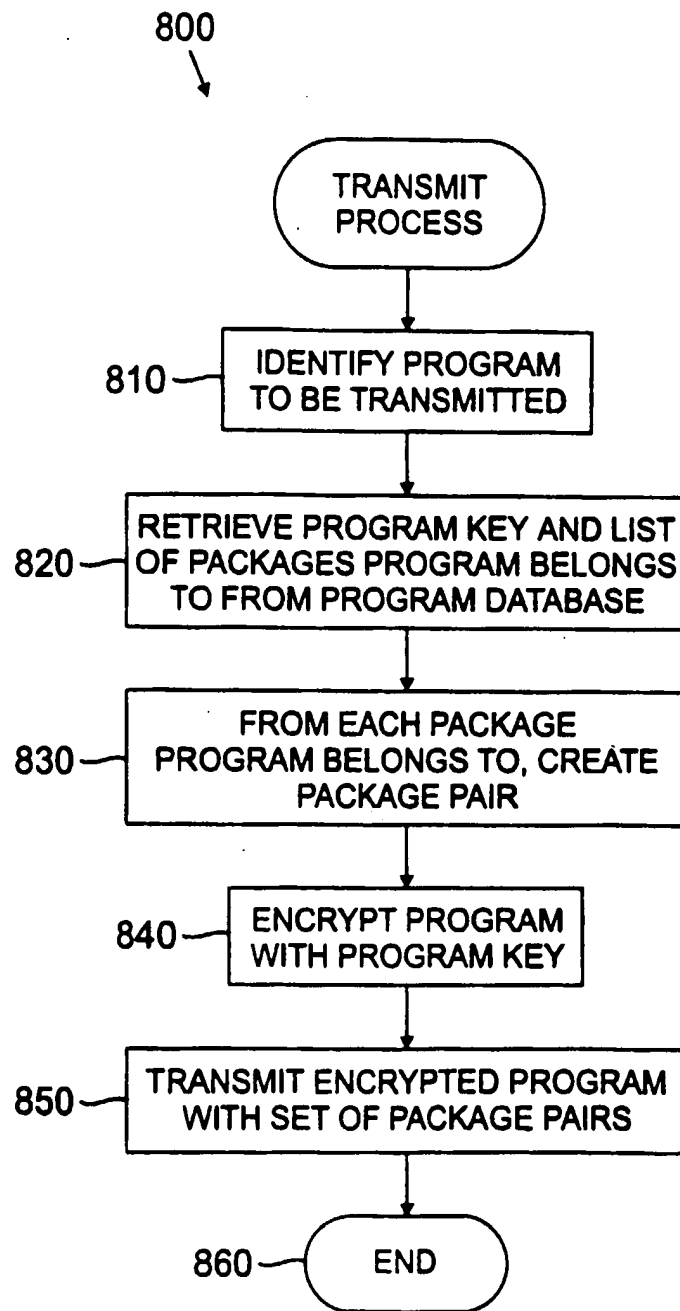 800
TRANSMIT
PROCESS
810
IDENTIFY PROGRAM
TO BE TRANSMITTED
820
RETRIEVE PROGRAM KEY AND LIST
OF PACKAGES PROGRAM BELONGS
TO FROM PROGRAM DATABASE
830
FROM EACH PACKAGE
PROGRAM BELONGS TO, CREATE
PACKAGE PAIR
840
ENCRYPT PROGRAM
WITH PROGRAM KEY
850
TRANSMIT ENCRYPTED PROGRAM
WITH SET OF PACKAGE PAIRS
860
END